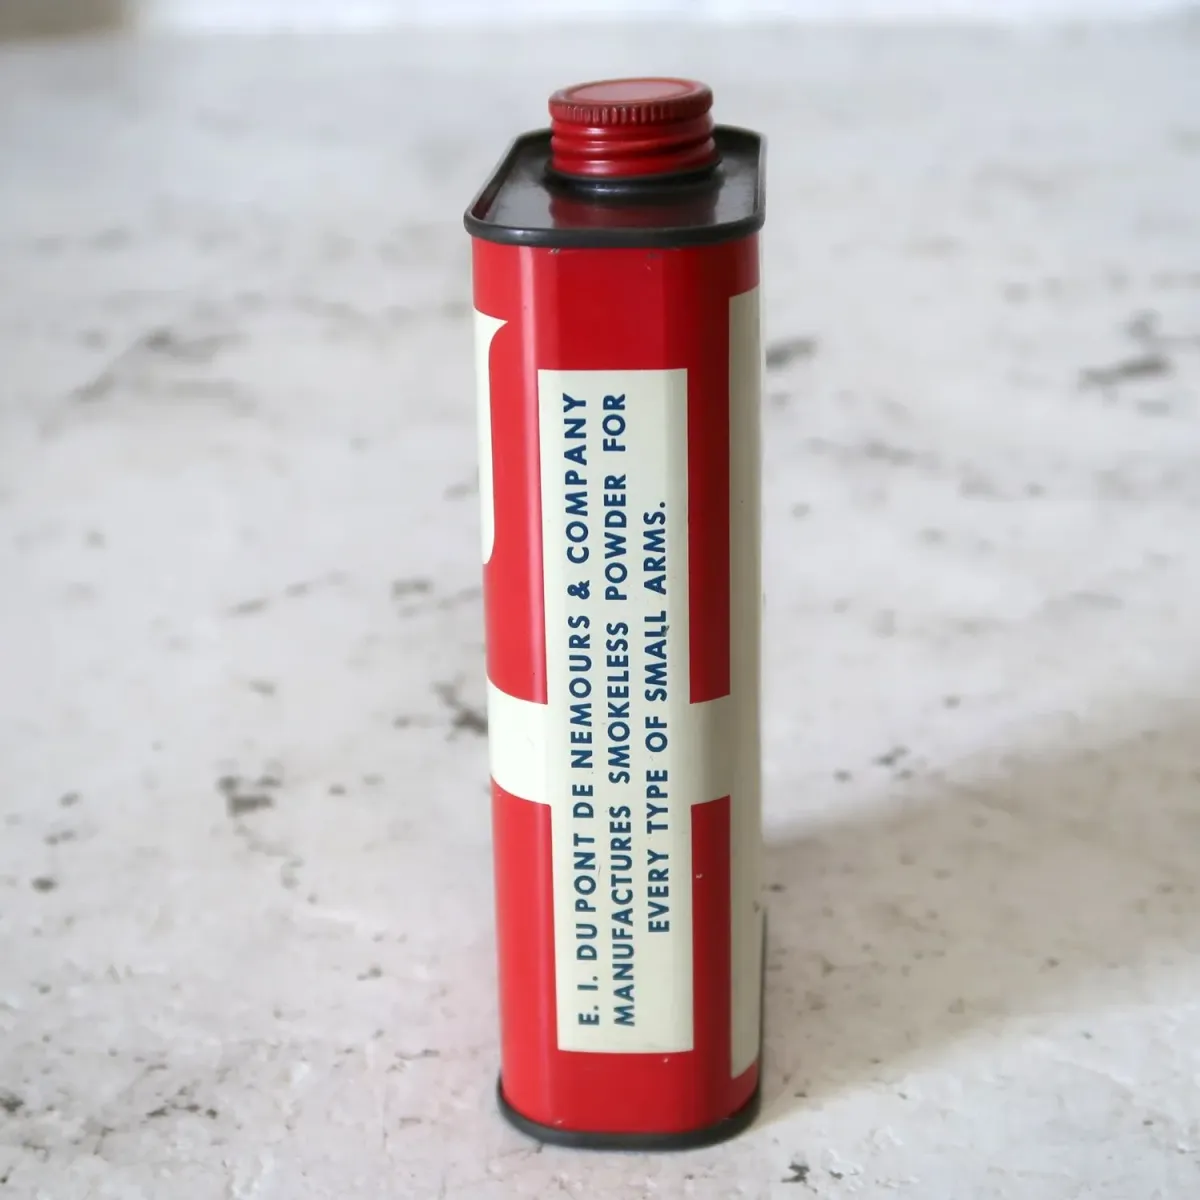 E. I. DU PONT DE NEMOURS & COMPANY
MANUFACTURES SMOKELESS POWDER FOR
EVERY TYPE OF SMALL ARMS.